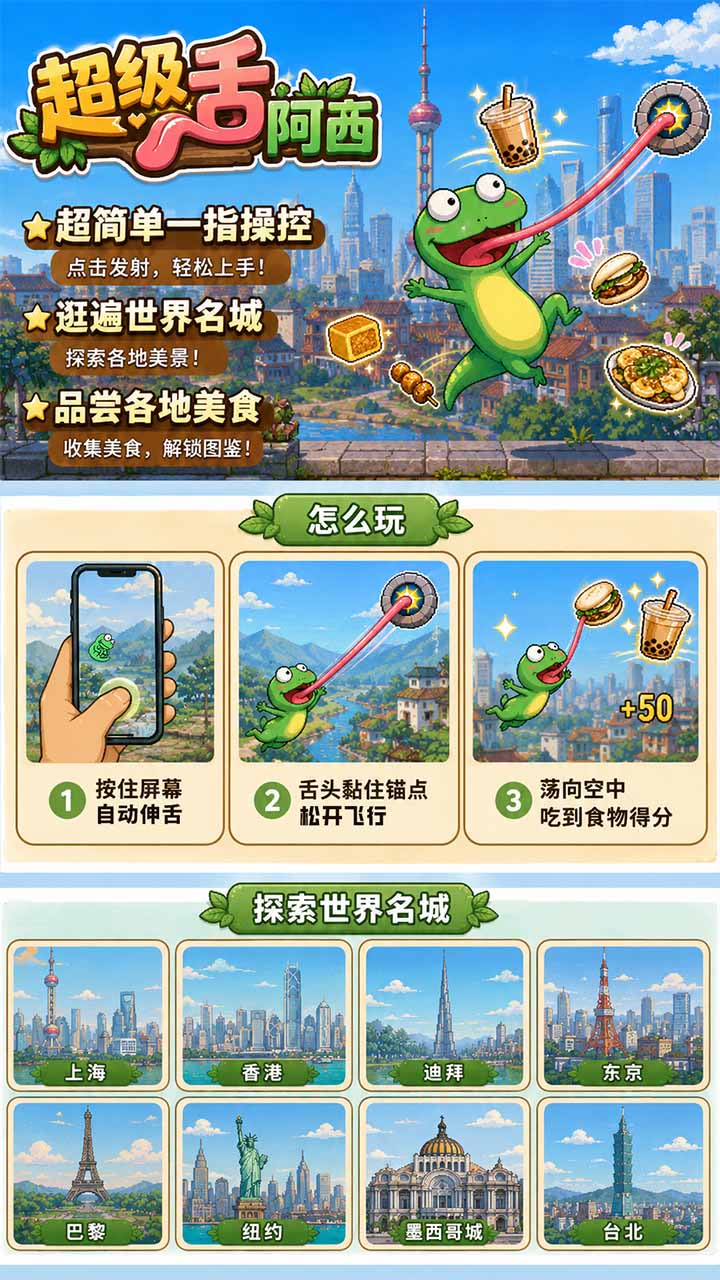 超级舌阿西
超简单一指操控
点击发射，轻松上手！
逛遍世界名城
探索各地美景！
品尝各地美食
收集美食，解锁图鉴！
怎么玩
+50
1 按住屏幕
自动伸舌
2 舌头黏住锚点
松开飞行
3 荡向空中
吃到食物得分
探索世界名城
上海
香港
迪拜
东京
巴黎
纽约
墨西哥城
台北